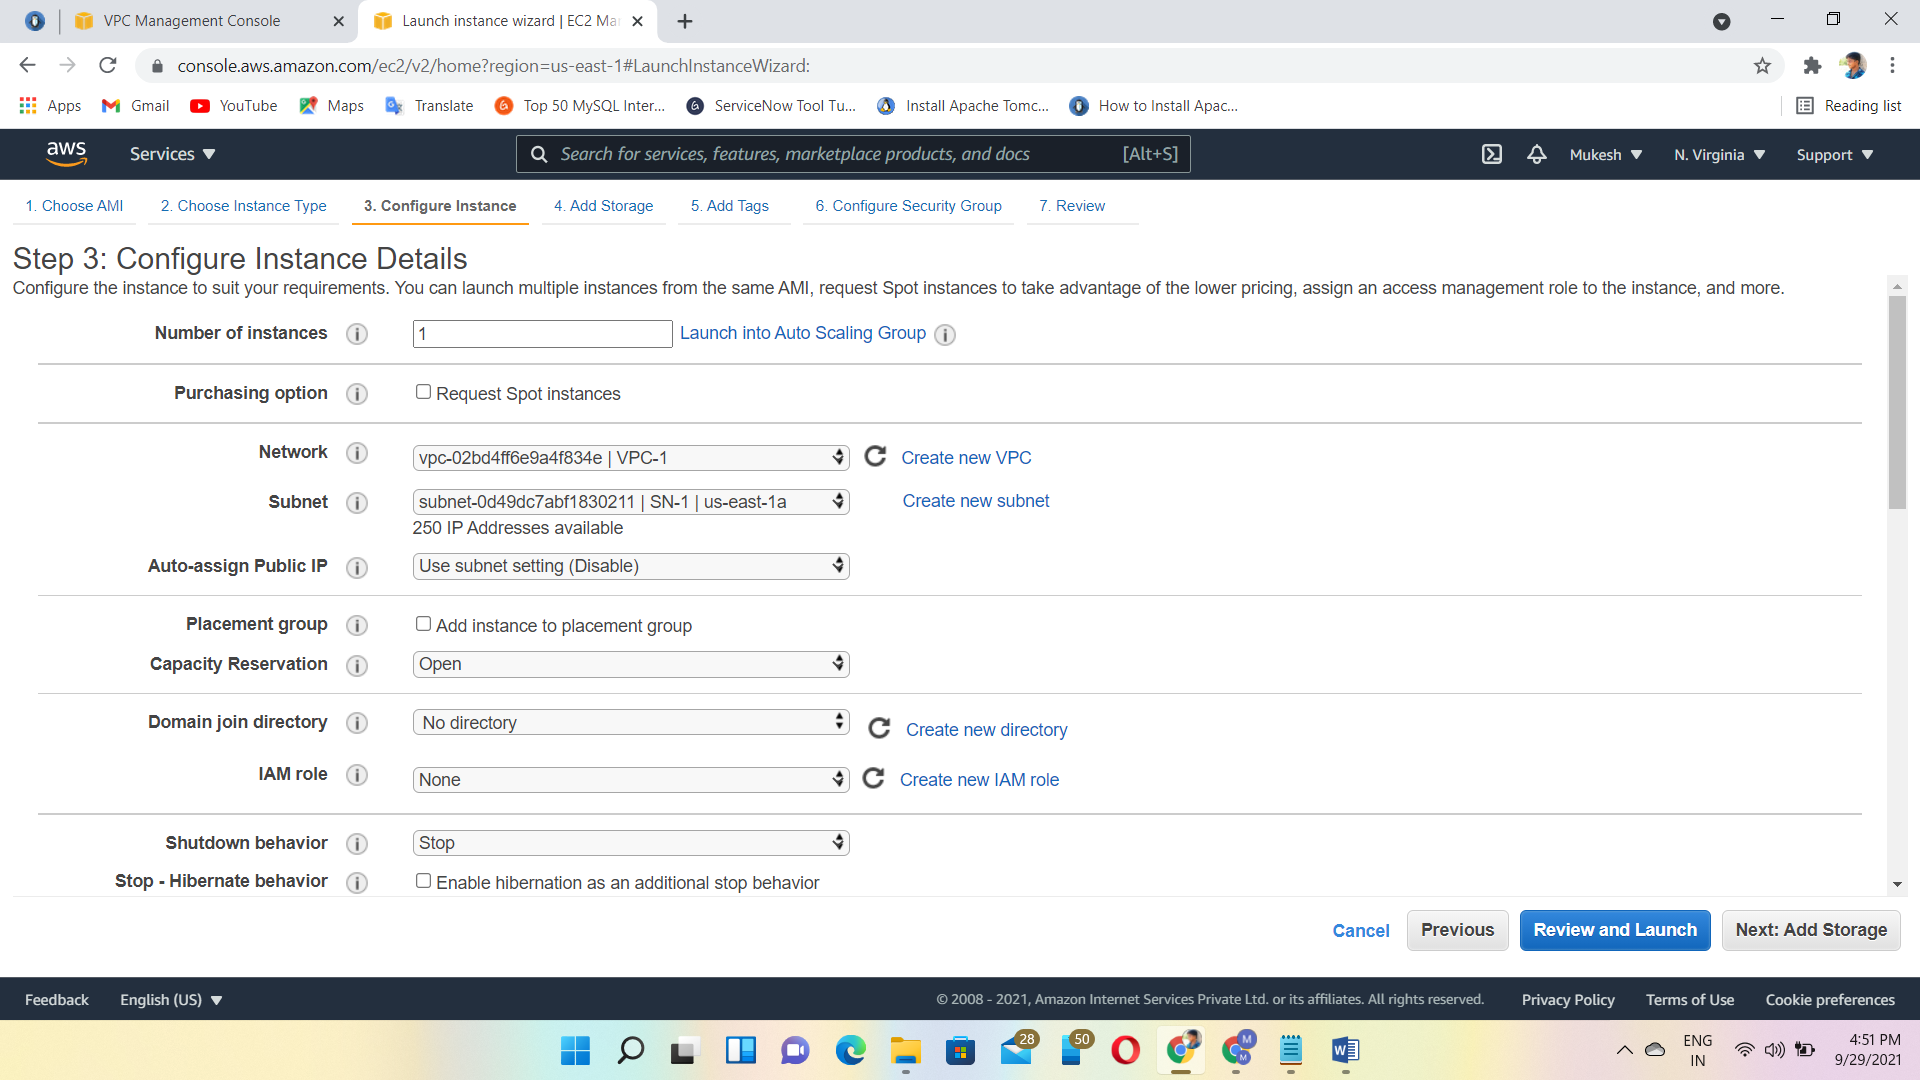 VPC Management Console
Launch instance wizard | EC2 Ma
console.aws.amazon.com/ec2/v2/home?region=us-east-1#LaunchInstanceWizard:
Apps Gmail YouTube Maps Translate Top 50 MySQL Inter... ServiceNow Tool Tu... Install Apache Tomc... How to Install Apac... Reading list
aws Services Search for services, features, marketplace products, and docs [Alt+S] Mukesh N. Virginia Support
1. Choose AMI 2. Choose Instance Type 3. Configure Instance 4. Add Storage 5. Add Tags 6. Configure Security Group 7. Review
Step 3: Configure Instance Details
Configure the instance to suit your requirements. You can launch multiple instances from the same AMI, request Spot instances to take advantage of the lower pricing, assign an access management role to the instance, and more.
Number of instances 1 Launch into Auto Scaling Group
Purchasing option Request Spot instances
Network vpc-02bd4ff6e9a4f834e | VPC-1 Create new VPC
Subnet subnet-0d49dc7abf1830211 | SN-1 | us-east-1a Create new subnet
250 IP Addresses available
Auto-assign Public IP Use subnet setting (Disable)
Placement group Add instance to placement group
Capacity Reservation Open
Domain join directory No directory Create new directory
IAM role None Create new IAM role
Shutdown behavior Stop
Stop - Hibernate behavior Enable hibernation as an additional stop behavior
Cancel Previous Review and Launch Next: Add Storage
Feedback English (US) © 2008 - 2021, Amazon Internet Services Private Ltd. or its affiliates. All rights reserved. Privacy Policy Terms of Use Cookie preferences
28 50 M M ENG 4:51 PM
IN 9/29/2021